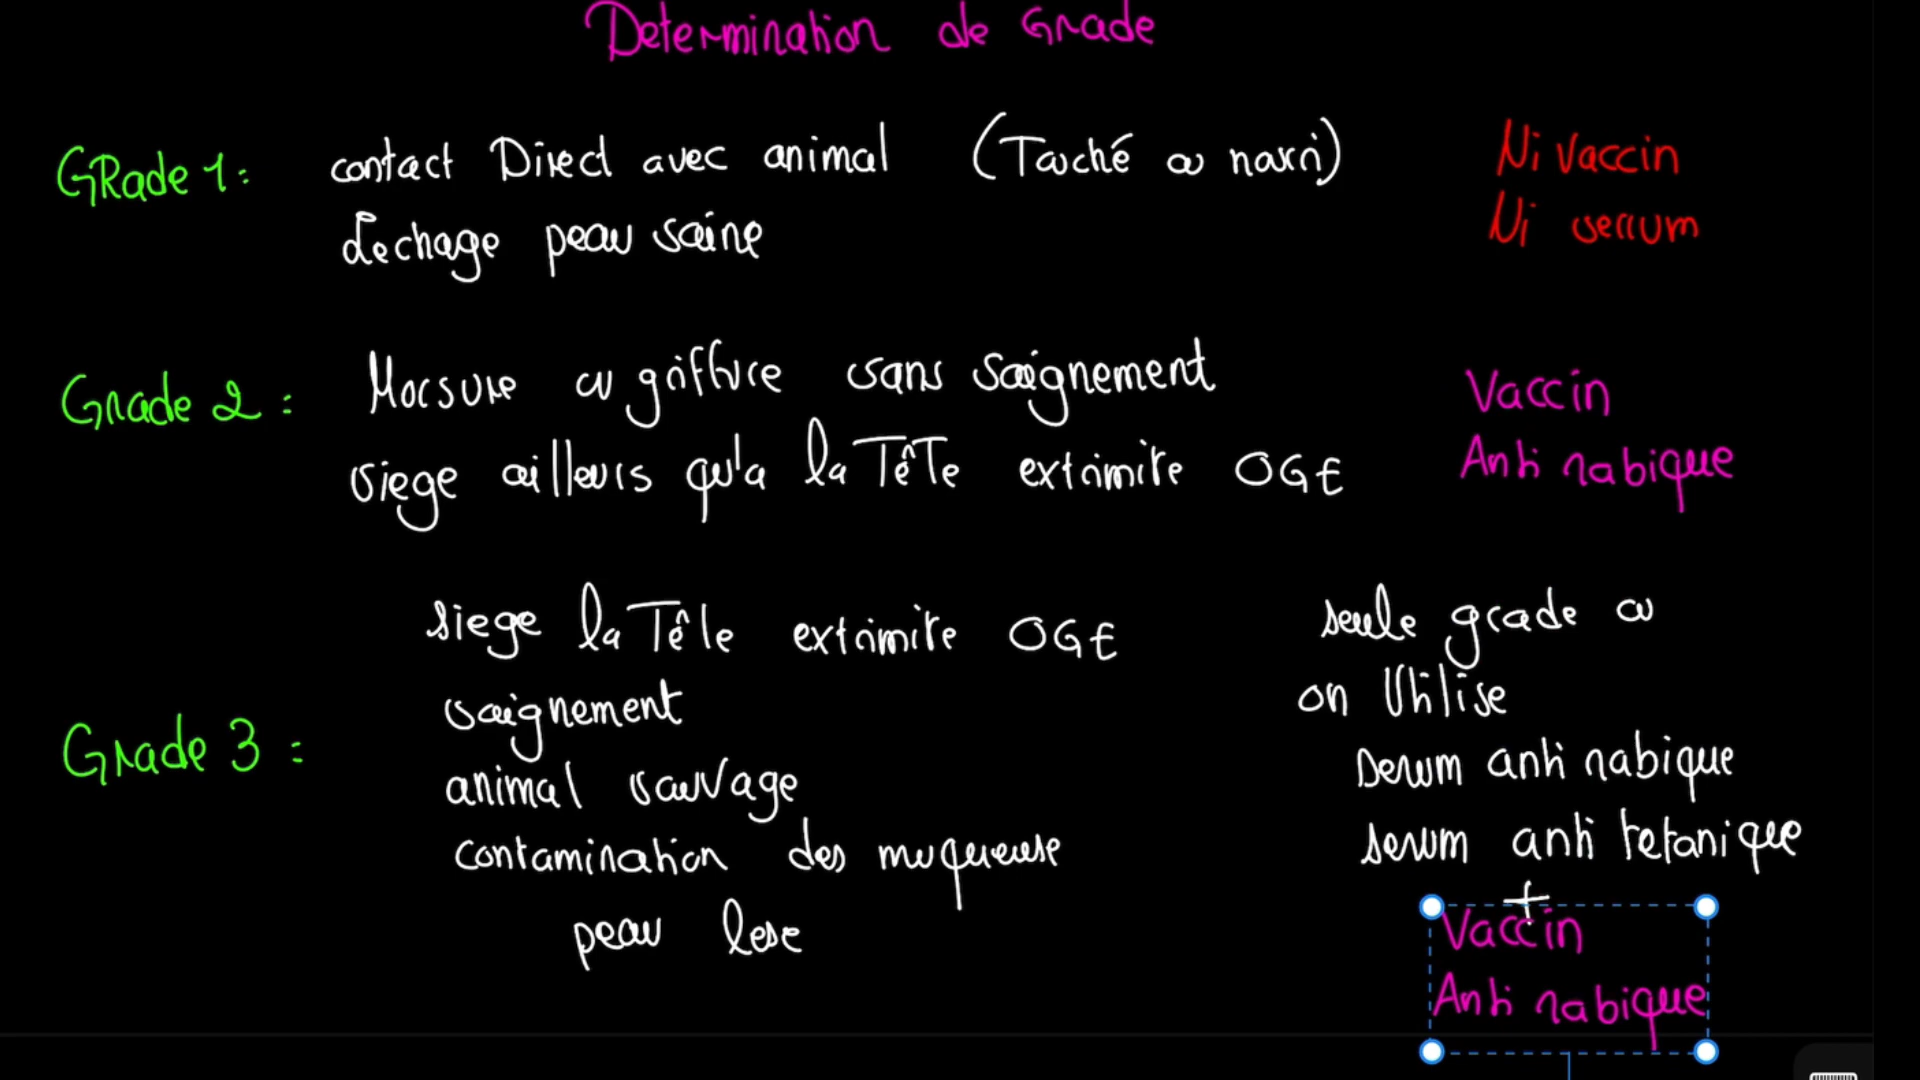 Determination de Grade
GRade 1: contact Direct avec animal (Touché ou nourri)
Lechage peau saine
Ni vaccin
Ni serrum
Grade 2: Morsure ou griffure sans saignement
siege ailleurs qu'a la Tête extrimite OGE
Vaccin
Anti rabique
Grade 3:
siege la Tête extrimite OGE
saignement
animal sauvage
contamination des muqueuse
peau lese
seule grade ou
on Utilise
Serum anti rabique
serum anti tetanique
+
Vaccin
Anti rabique